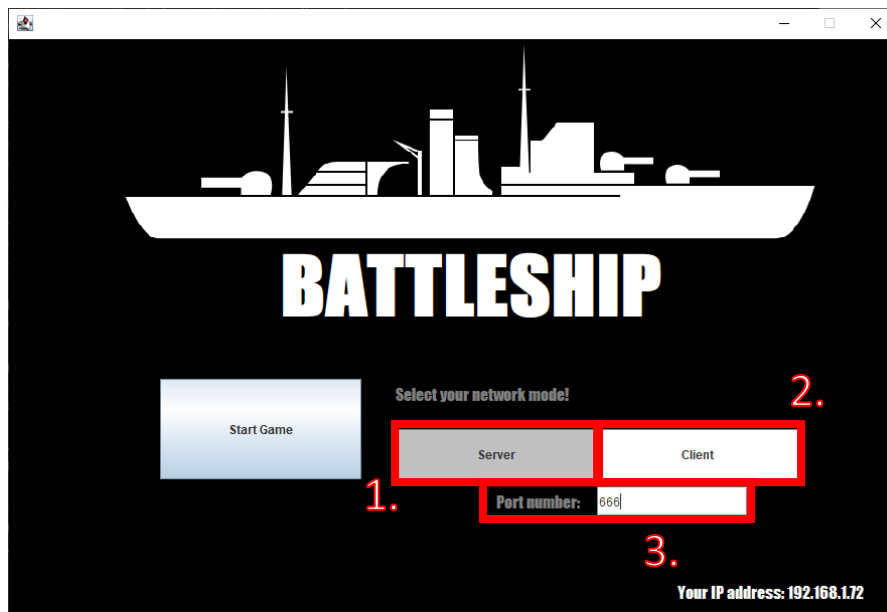 BATTLESHIP
Start Game
Select your network mode!
2.
Server
Client
1.
Port number:
666
3.
Your IP address: 192.168.1.72